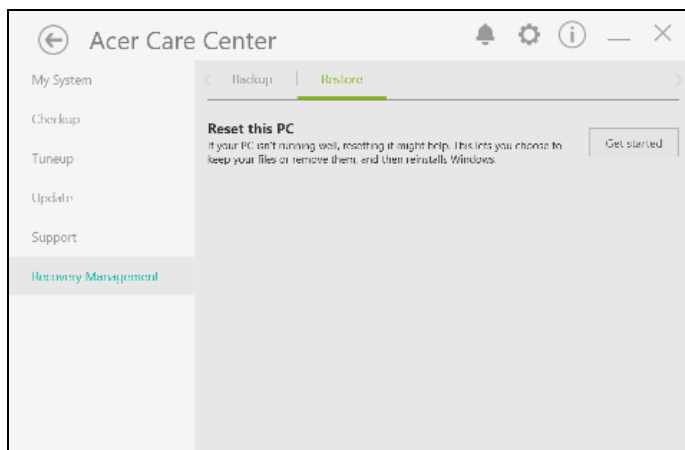 Acer Care Center
My System
Checkup
Tuneup
Update
Support
Recovery Management
Backup | Restore
Reset this PC
If your PC isn't running well, resetting it might help. This lets you choose to
keep your files or remove them, and then reinstalls Windows.
Get started